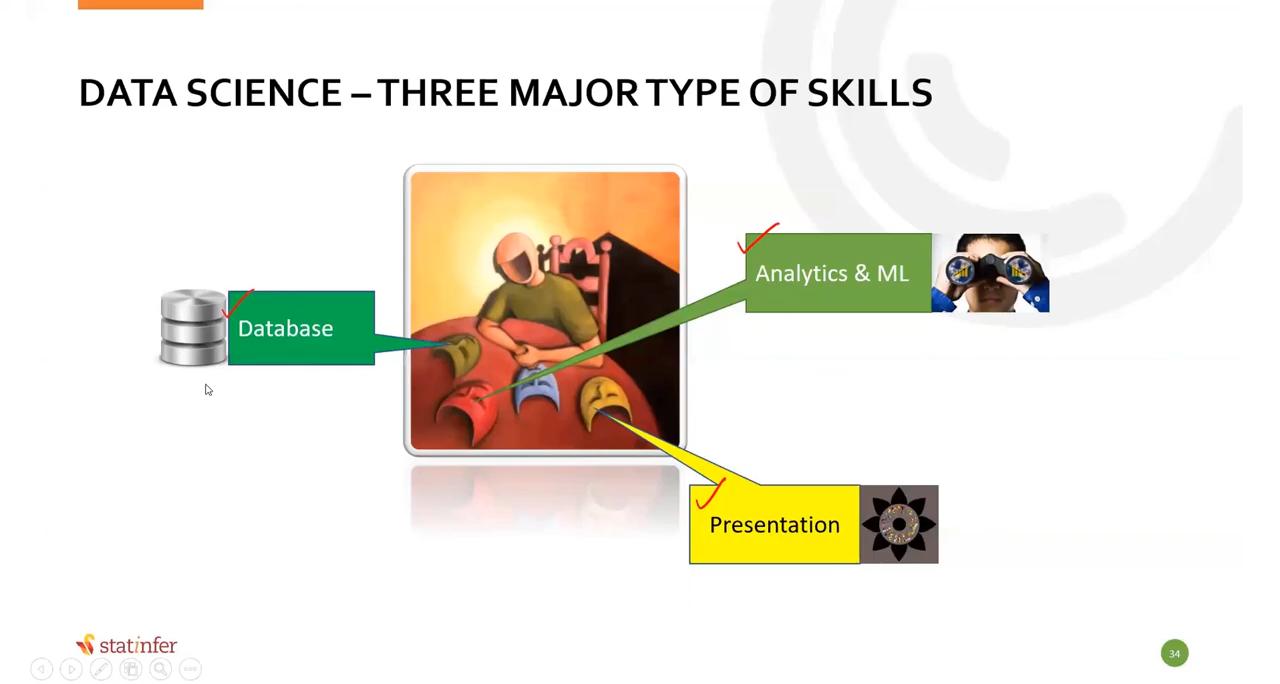 DATA SCIENCE – THREE MAJOR TYPE OF SKILLS
Analytics & ML
Database
Presentation
statinfer
34